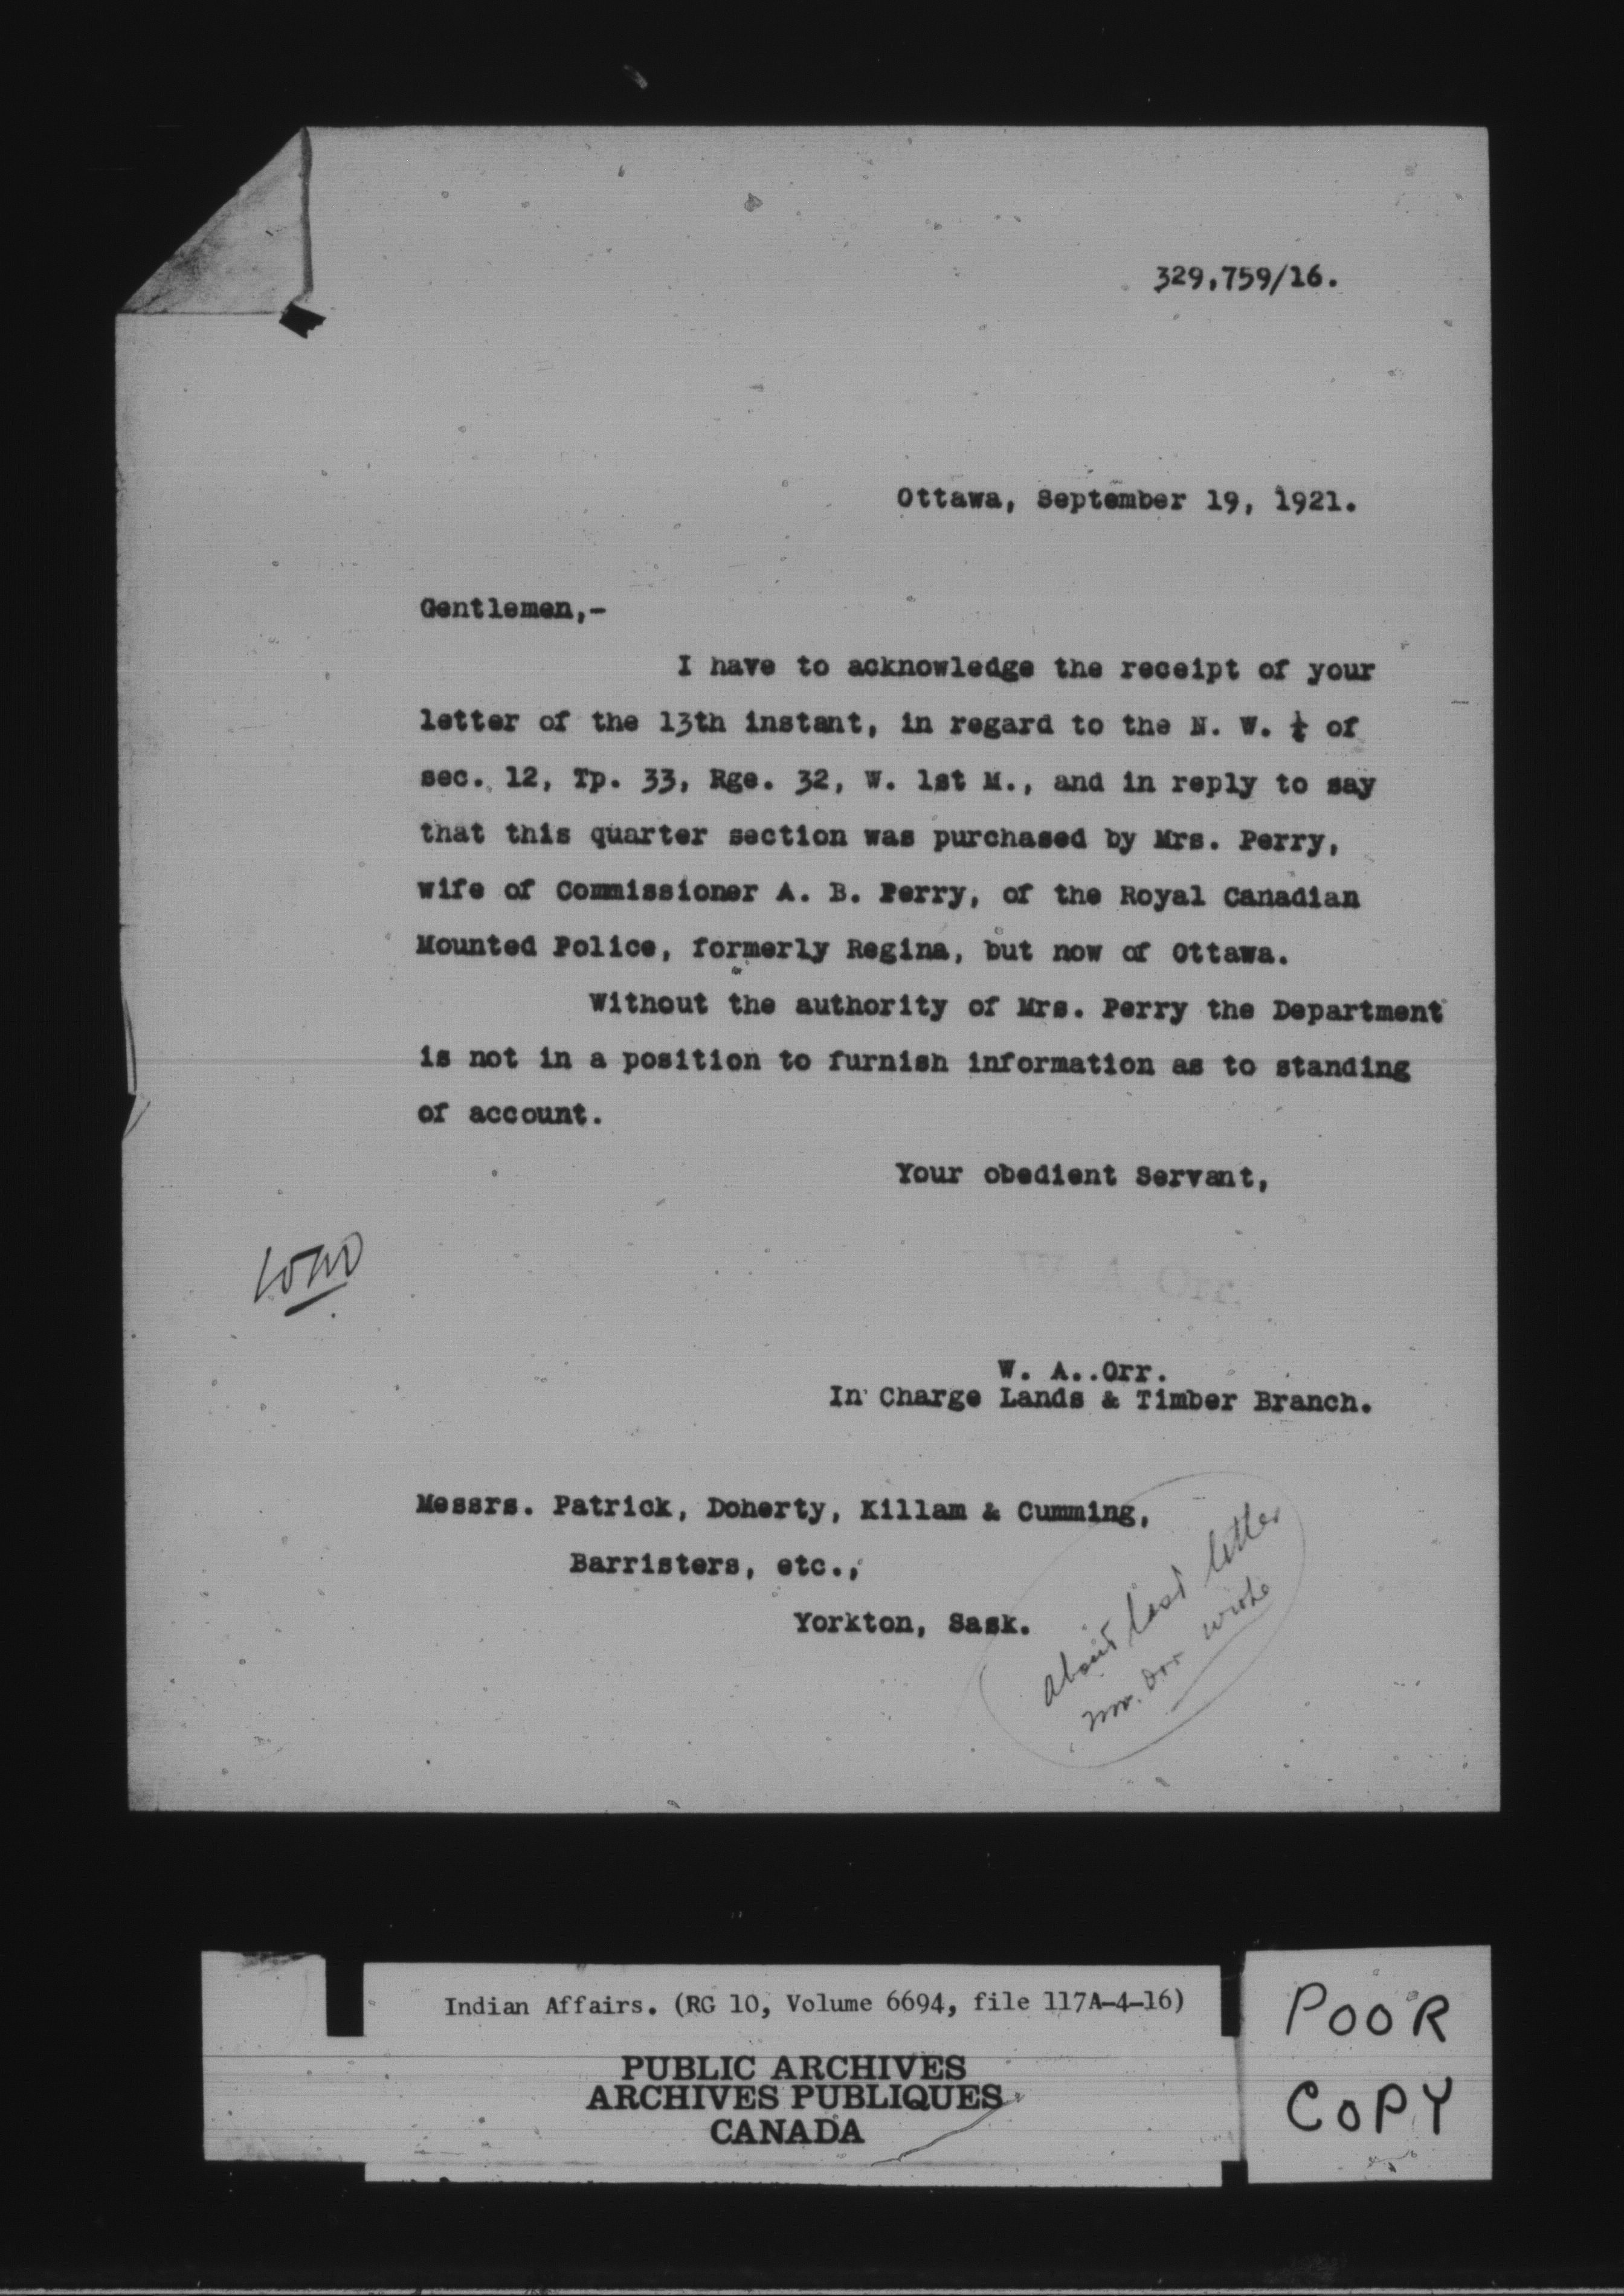 329,759/16.
Ottawa, September 19, 1921.
Gentlemen,-
I have to acknowledge the receipt of your
letter of the 13th instant, in regard to the N. W. ¼ of
sec. 12, Tp. 33, Rge. 32, W. 1st M., and in reply to say
that this quarter section was purchased by Mrs. Perry,
wife of Commissioner A. B. Perry, of the Royal Canadian
Mounted Police, formerly Regina, but now of Ottawa.
Without the authority of Mrs. Perry the Department
is not in a position to furnish information as to standing
of account.
Your obedient Servant,
W. A. Orr.
W. A..Orr.
In Charge Lands & Timber Branch.
Messrs. Patrick, Doherty, Killam & Cumming,
Barristers, etc.,
Yorkton, Sask.
about last letter
Mr. Orr wrote
Indian Affairs. (RG 10, Volume 6694, file 117A-4-16)
PUBLIC ARCHIVES
ARCHIVES PUBLIQUES
CANADA
POOR
COPY